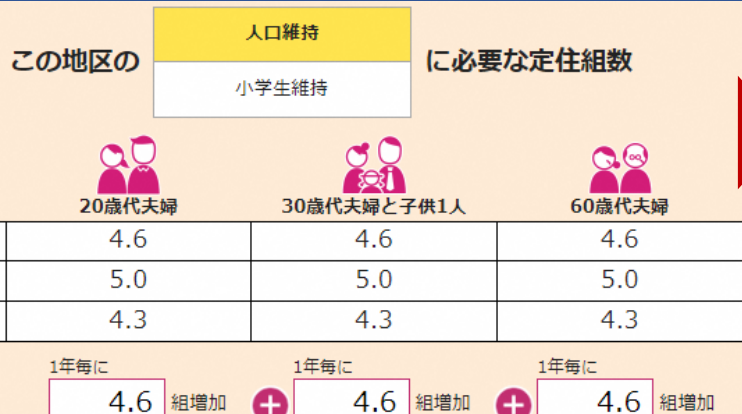 人口維持
この地区の
に必要な定住組数
小学生維持
20歳代夫婦 30歳代夫婦と子供1人 60歳代夫婦
4.6 4.6 4.6
5.0 5.0 5.0
4.3 4.3 4.3
1年毎に 1年毎に 1年毎に
4.6 組増加 + 4.6 組増加 + 4.6 組増加